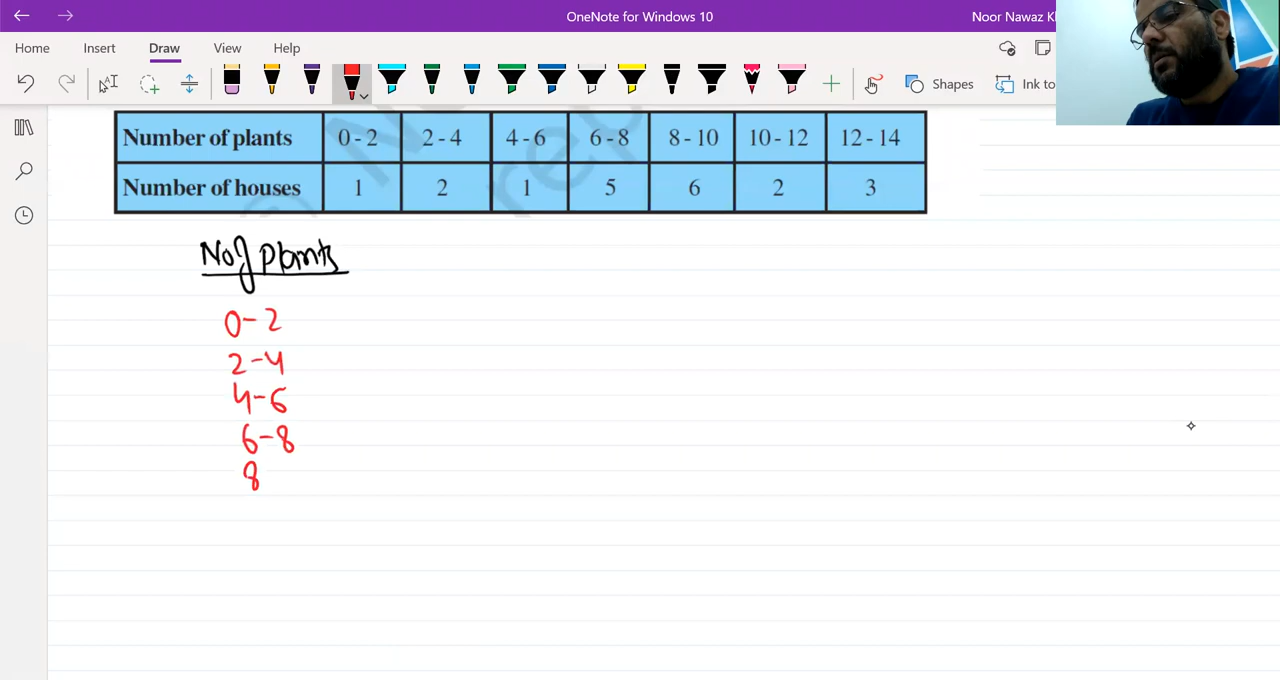 OneNote for Windows 10
Noor Nawaz
Home Insert Draw View Help
Shapes Ink to
Number of plants 0 - 2 2 - 4 4 - 6 6 - 8 8 - 10 10 - 12 12 - 14
Number of houses 1 2 1 5 6 2 3
No of Plants
0-2
2-4
4-6
6-8
8